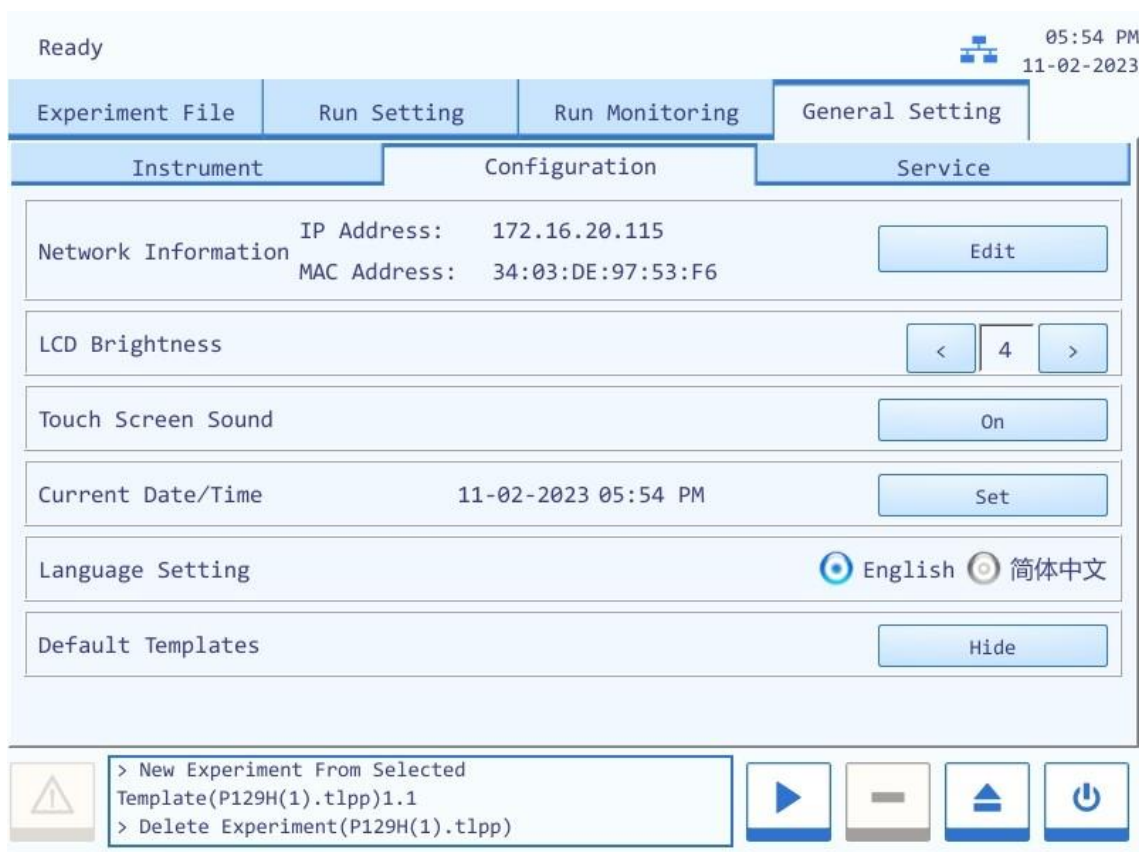 Ready
05:54 PM
11-02-2023
Experiment File Run Setting Run Monitoring General Setting
Instrument Configuration Service
Network Information
IP Address: 172.16.20.115
MAC Address: 34:03:DE:97:53:F6
Edit
LCD Brightness < 4 >
Touch Screen Sound On
Current Date/Time 11-02-2023 05:54 PM Set
Language Setting English 简体中文
Default Templates Hide
> New Experiment From Selected
Template(P129H(1).tlpp)1.1
> Delete Experiment(P129H(1).tlpp)